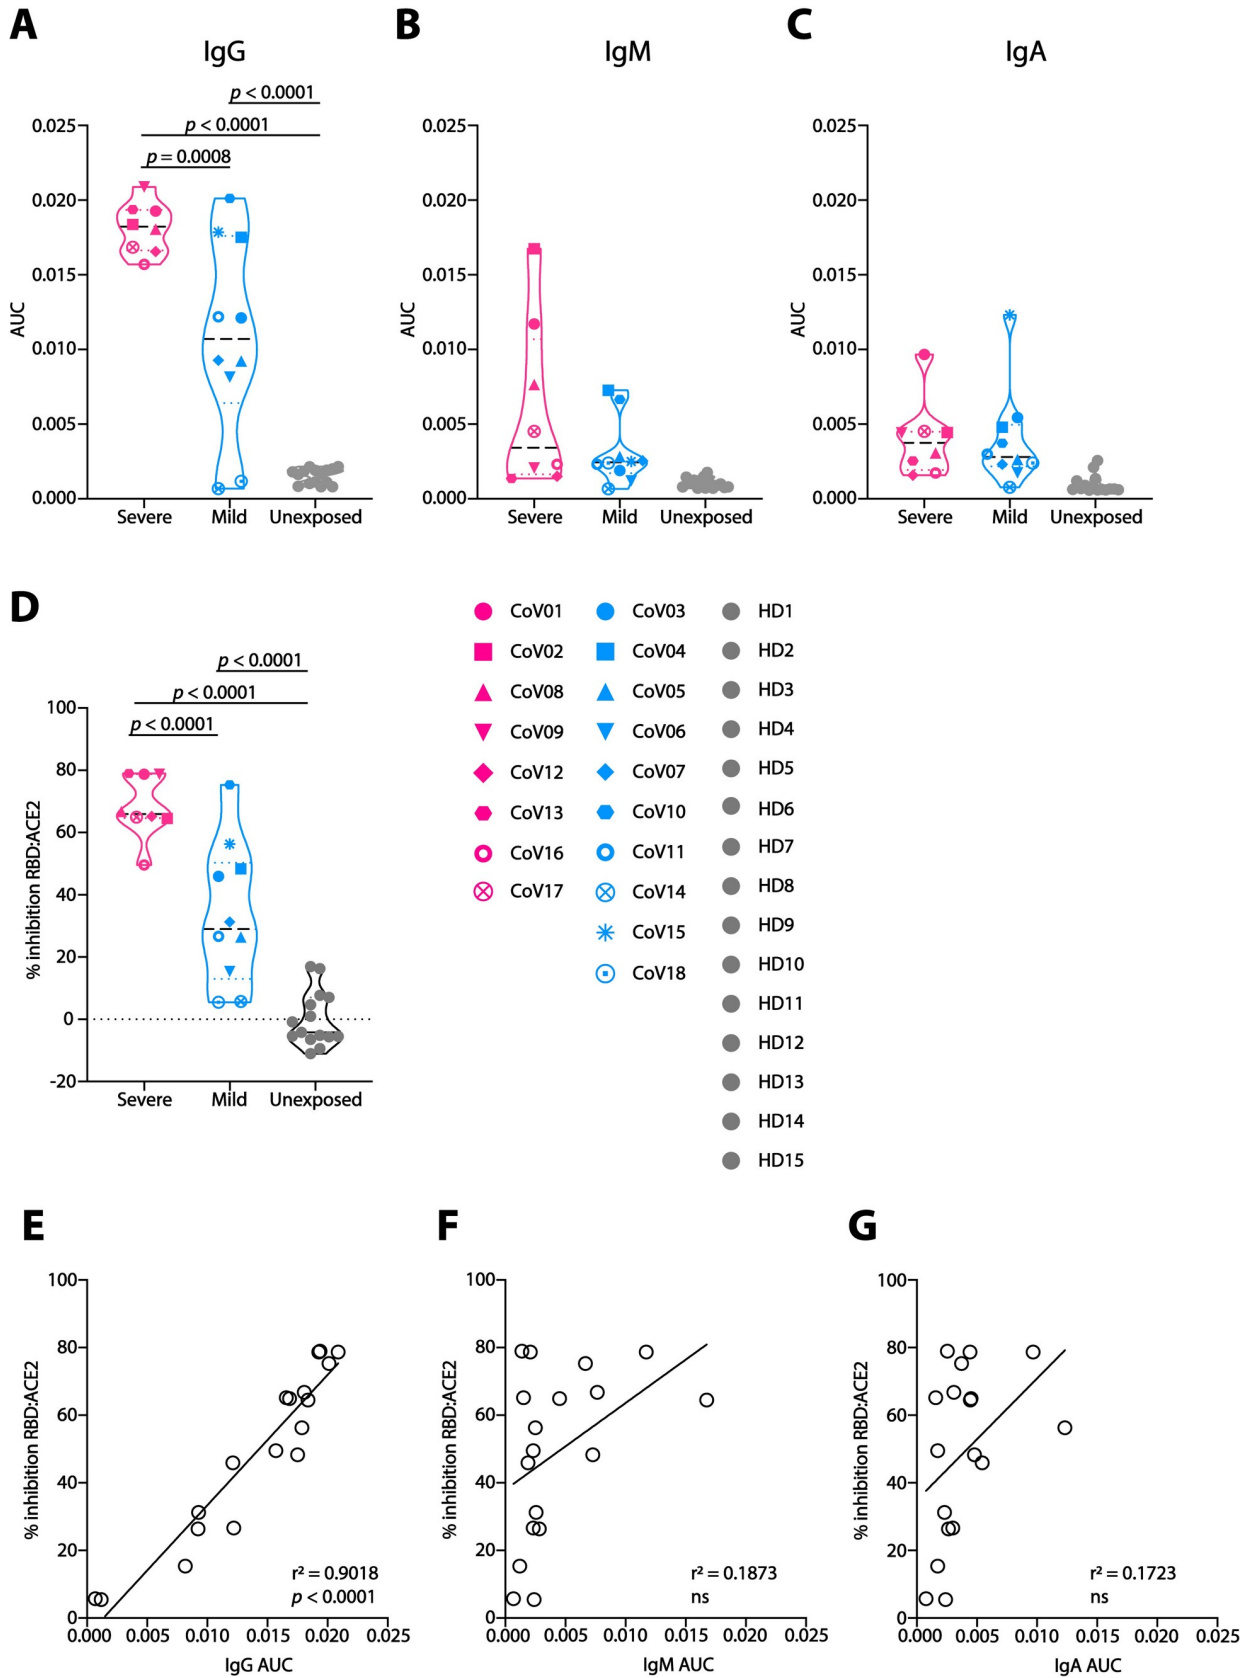 A
IgG
p < 0.0001
p < 0.0001
p = 0.0008
0.025
0.020
0.015
0.010
0.005
0.000
AUC
Severe Mild Unexposed
B
IgM
0.025
0.020
0.015
0.010
0.005
0.000
AUC
Severe Mild Unexposed
C
IgA
0.025
0.020
0.015
0.010
0.005
0.000
AUC
Severe Mild Unexposed
D
p < 0.0001
p < 0.0001
p < 0.0001
100
80
60
40
20
0
-20
% inhibition RBD:ACE2
Severe Mild Unexposed
CoV01
CoV02
CoV08
CoV09
CoV12
CoV13
CoV16
CoV17
CoV03
CoV04
CoV05
CoV06
CoV07
CoV10
CoV11
CoV14
CoV15
CoV18
HD1
HD2
HD3
HD4
HD5
HD6
HD7
HD8
HD9
HD10
HD11
HD12
HD13
HD14
HD15
E
100
80
60
40
20
0
% inhibition RBD:ACE2
r² = 0.9018
p < 0.0001
0.000 0.005 0.010 0.015 0.020 0.025
IgG AUC
F
100
80
60
40
20
0
% inhibition RBD:ACE2
r² = 0.1873
ns
0.000 0.005 0.010 0.015 0.020 0.025
IgM AUC
G
100
80
60
40
20
0
% inhibition RBD:ACE2
r² = 0.1723
ns
0.000 0.005 0.010 0.015 0.020 0.025
IgA AUC